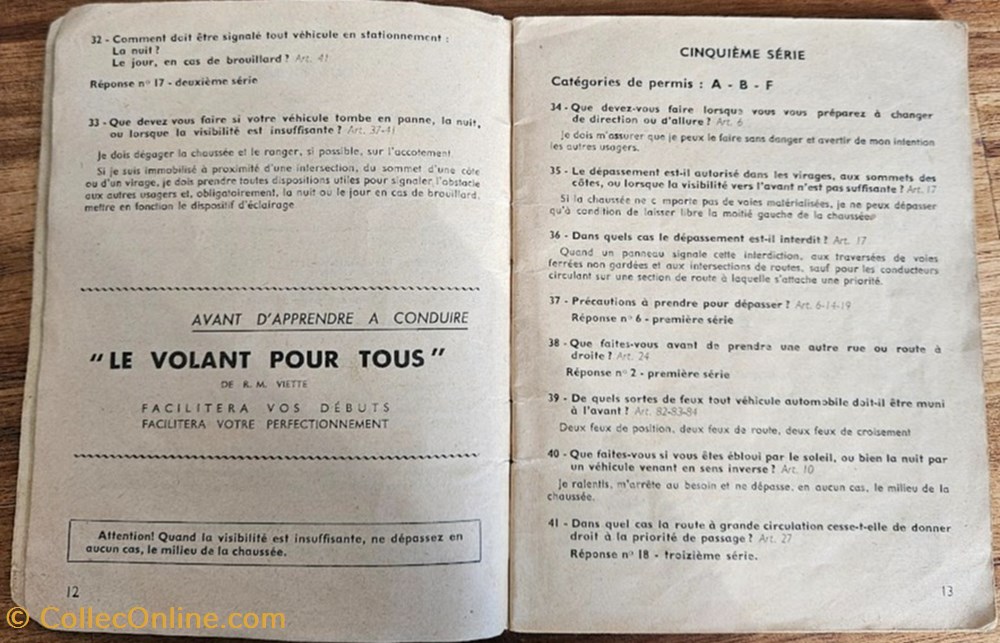 32 - Comment doit être signalé tout véhicule en stationnement :
La nuit ?
Le jour, en cas de brouillard ? Art. 41
Réponse nº 17 - deuxième série
33 - Que devez vous faire si votre véhicule tombe en panne, la nuit,
ou lorsque la visibilité est insuffisante ? Art. 37-41
Je dois dégager la chaussée et le ranger, si possible, sur l'accotement
Si je suis immobilisé à proximité d'une intersection, du sommet d'une côte
ou d'un virage, je dois prendre toutes dispositions utiles pour signaler l'obstacle
aux autres usagers et, obligatoirement, la nuit ou le jour en cas de brouillard,
mettre en fonction le dispositif d'éclairage
AVANT D'APPRENDRE A CONDUIRE
"LE VOLANT POUR TOUS"
DE R. M. VIETTE
FACILITERA VOS DÉBUTS
FACILITERA VOTRE PERFECTIONNEMENT
Attention! Quand la visibilité est insuffisante, ne dépassez en
aucun cas, le milieu de la chaussée.
12
CINQUIÈME SÉRIE
Catégories de permis : A - B - F
34 - Que devez-vous faire lorsque vous vous préparez à changer
de direction ou d'allure ? Art. 6
Je dois m'assurer que je peux le faire sans danger et avertir de mon intention
les autres usagers.
35 - Le dépassement est-il autorisé dans les virages, aux sommets des
côtes, ou lorsque la visibilité vers l'avant n'est pas suffisante ? Art. 17
Si la chaussée ne comporte pas de voies matérialisées, je ne peux dépasser
qu'à condition de laisser libre la moitié gauche de la chaussée
36 - Dans quels cas le dépassement est-il interdit ? Art. 17
Quand un panneau signale cette interdiction, aux traversées de voies
ferrées non gardées et aux intersections de routes, sauf pour les conducteurs
circulant sur une section de route à laquelle s'attache une priorité.
37 - Précautions à prendre pour dépasser ? Art. 6-14-19
Réponse nº 6 - première série
38 - Que faites-vous avant de prendre une autre rue ou route à
droite ? Art. 24
Réponse nº 2 - première série
39 - De quels sortes de feux tout véhicule automobile doit-il être muni
à l'avant ? Art. 82-83-84
Deux feux de position, deux feux de route, deux feux de croisement
40 - Que faites-vous si vous êtes ébloui par le soleil, ou bien la nuit par
un véhicule venant en sens inverse ? Art. 10
Je ralentis, m'arrête au besoin et ne dépasse, en aucun cas, le milieu de la
chaussée.
41 - Dans quel cas la route à grande circulation cesse-t-elle de donner
droit à la priorité de passage ? Art. 27
Réponse nº 18 - troizième série.
13
© CollecOnline.com